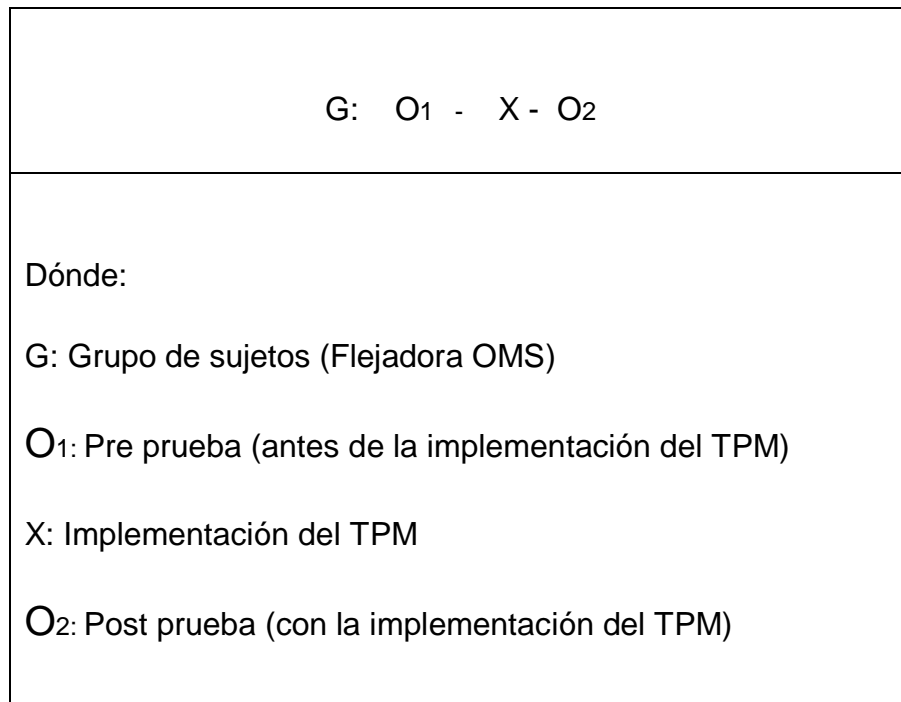 G: O1 - X - O2
Dónde:
G: Grupo de sujetos (Flejadora OMS)
O1: Pre prueba (antes de la implementación del TPM)
X: Implementación del TPM
O2: Post prueba (con la implementación del TPM)